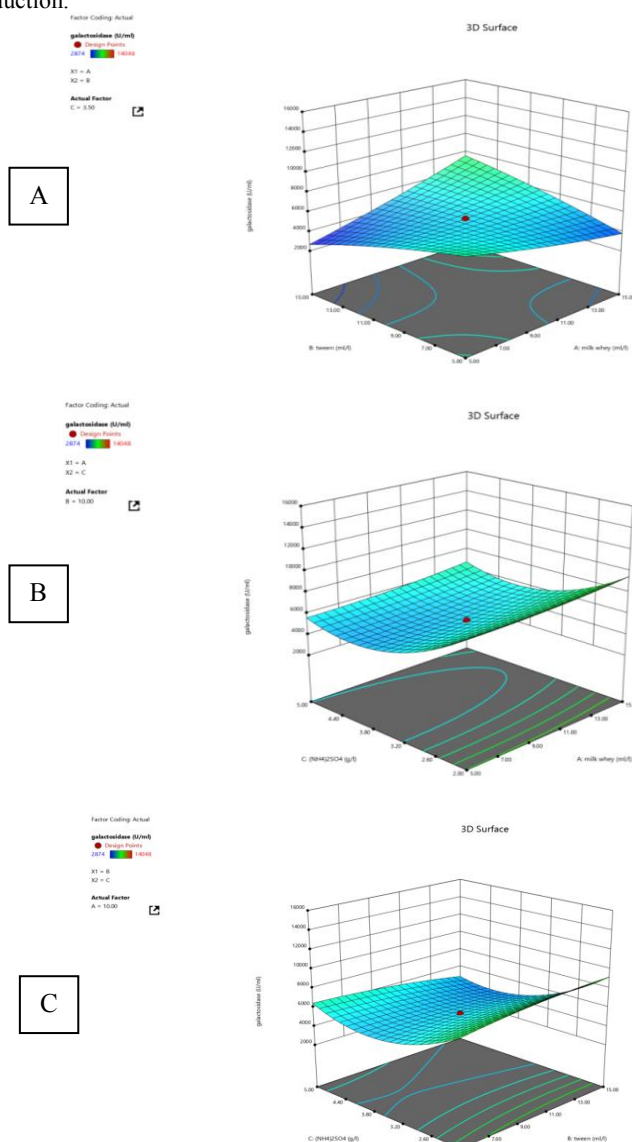 uction.
Factor Coding: Actual
3D Surface
galactosidase (U/ml)
Design Points
2874 14048
X1 = A
X2 = B
Actual Factor
C = 3.50
A
galactosidase (U/ml)
16000
14000
12000
10000
8000
6000
4000
2000
15.00
13.00
11.00
9.00
7.00
5.00
5.00
7.00
9.00
11.00
13.00
15.0
B: tween (ml/l)
A: milk whey (ml/l)
Factor Coding: Actual
3D Surface
galactosidase (U/ml)
Design Points
2874 14048
X1 = A
X2 = C
Actual Factor
B = 10.00
B
galactosidase (U/ml)
16000
14000
12000
10000
8000
6000
4000
2000
5.00
4.40
3.80
3.20
2.60
2.00
5.00
7.00
9.00
11.00
13.00
15.
C: (NH4)2SO4 (g/l)
A: milk whey (ml/l)
Factor Coding: Actual
3D Surface
galactosidase (U/ml)
Design Points
2874 14048
X1 = B
X2 = C
Actual Factor
A = 10.00
C
galactosidase (U/ml)
16000
14000
12000
10000
8000
6000
4000
2000
5.00
4.40
3.80
3.20
2.60
7.00
9.00
11.00
13.00
15.00
C: (NH4)2SO4 (g/l)
B: tween (ml/l)